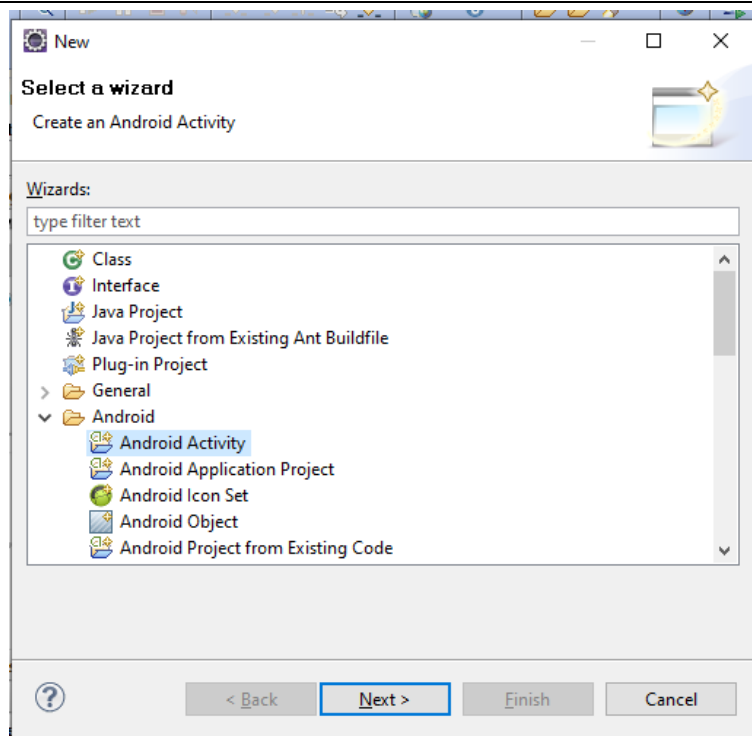 New
Select a wizard
Create an Android Activity
Wizards:
type filter text
Class
Interface
Java Project
Java Project from Existing Ant Buildfile
Plug-in Project
General
Android
Android Activity
Android Application Project
Android Icon Set
Android Object
Android Project from Existing Code
< Back Next > Finish Cancel